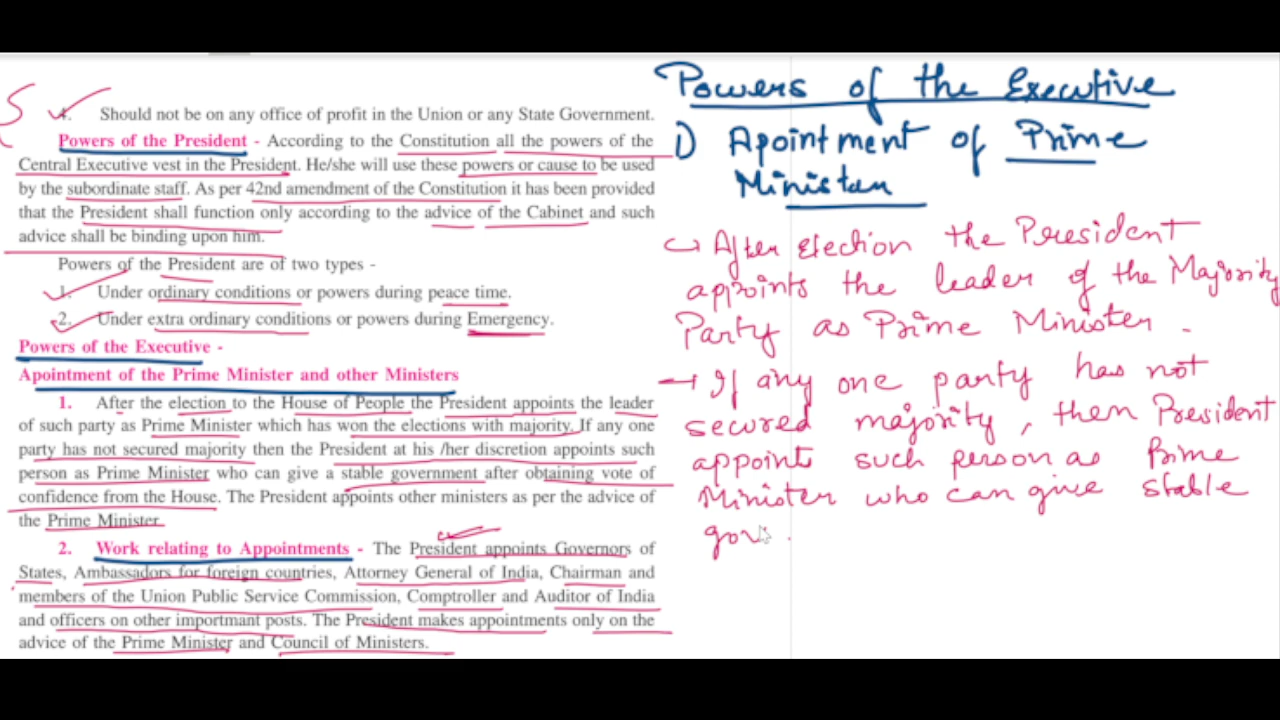 4. Should not be on any office of profit in the Union or any State Government.
Powers of the President - According to the Constitution all the powers of the
Central Executive vest in the President. He/she will use these powers or cause to be used
by the subordinate staff. As per 42nd amendment of the Constitution it has been provided
that the President shall function only according to the advice of the Cabinet and such
advice shall be binding upon him.
Powers of the President are of two types -
1. Under ordinary conditions or powers during peace time.
2. Under extra ordinary conditions or powers during Emergency.
Powers of the Executive -
Apointment of the Prime Minister and other Ministers
1. After the election to the House of People the President appoints the leader
of such party as Prime Minister which has won the elections with majority. If any one
party has not secured majority then the President at his /her discretion appoints such
person as Prime Minister who can give a stable government after obtaining vote of
confidence from the House. The President appoints other ministers as per the advice of
the Prime Minister.
2. Work relating to Appointments - The President appoints Governors of
States, Ambassadors for foreign countries, Attorney General of India, Chairman and
members of the Union Public Service Commission, Comptroller and Auditor of India
and officers on other importmant posts. The President makes appointments only on the
advice of the Prime Minister and Council of Ministers.
Powers of the Executive
1) Apointment of Prime
Minister
After Election the President
appoints the leader of the Majority
Party as Prime Minister.
If any one party has not
secured majority, then President
appoints such person as Prime
Minister who can give stable
gov.